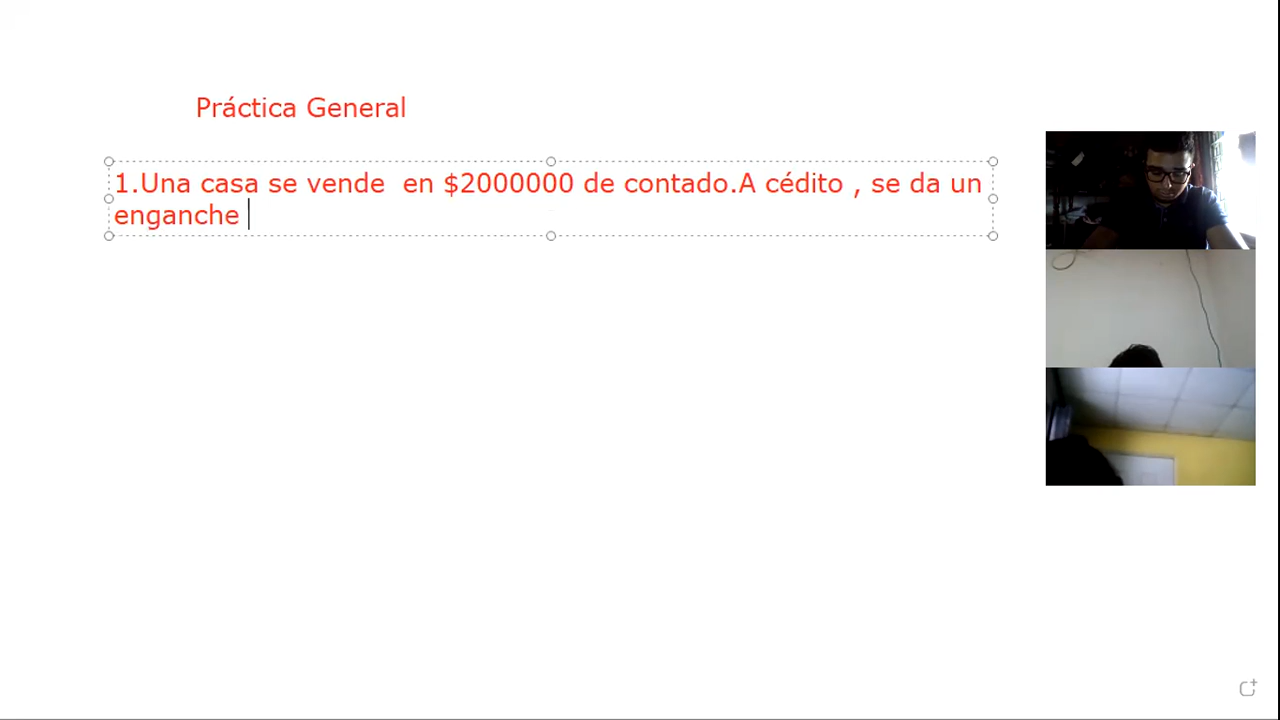 Práctica General
1.Una casa se vende  en $2000000 de contado.A cédito , se da un
enganche